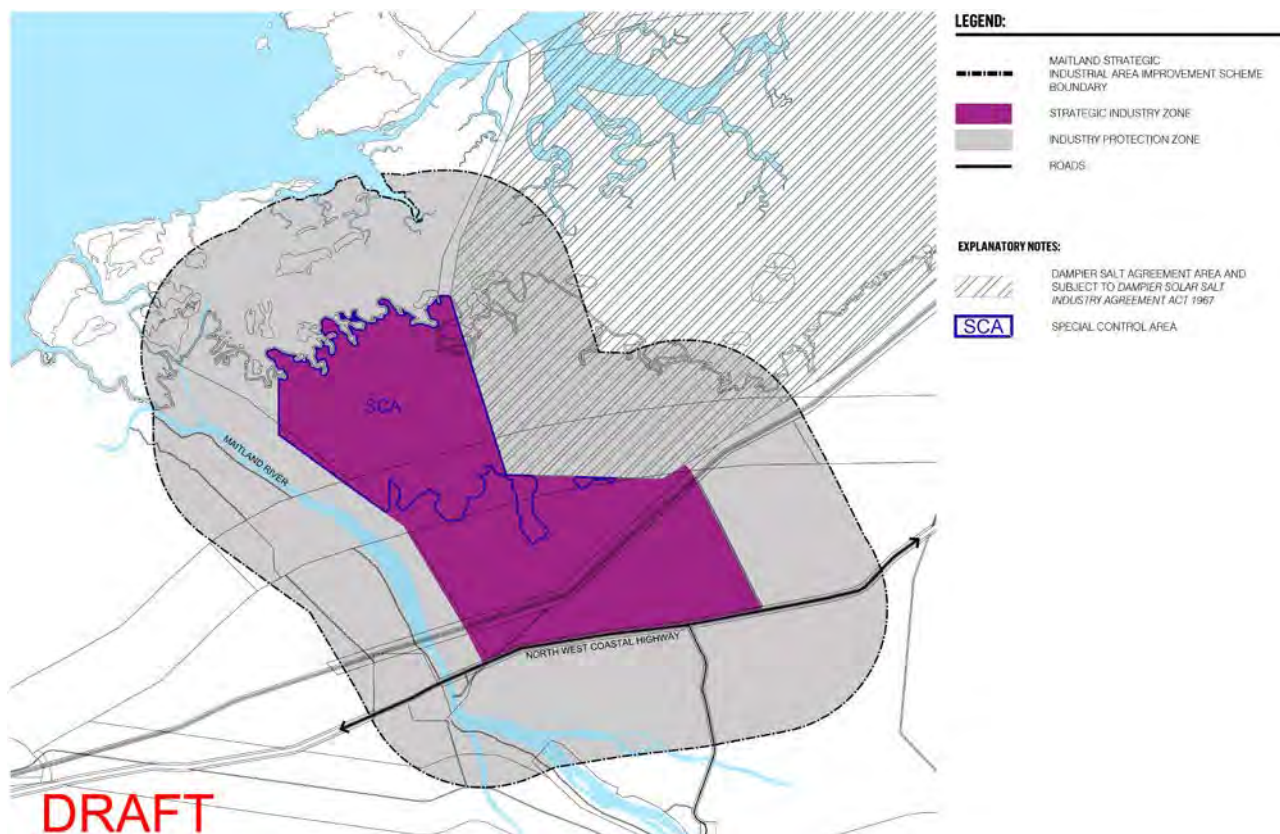 LEGEND:
MAITLAND STRATEGIC
INDUSTRIAL AREA IMPROVEMENT SCHEME
BOUNDARY
STRATEGIC INDUSTRY ZONE
INDUSTRY PROTECTION ZONE
ROADS
EXPLANATORY NOTES:
DAMPIER SALT AGREEMENT AREA AND
SUBJECT TO DAMPIER SOLAR SALT
INDUSTRY AGREEMENT ACT 1967
SCA
SPECIAL CONTROL AREA
SCA
MAITLAND RIVER
NORTH WEST COASTAL HIGHWAY
DRAFT